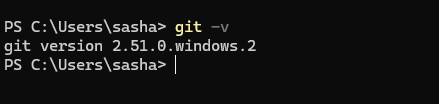 PS C:\Users\sasha> git -v
git version 2.51.0.windows.2
PS C:\Users\sasha>